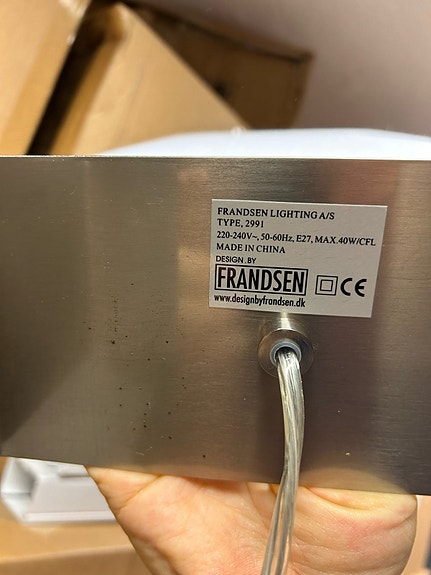 FRANDSEN LIGHTING A/S
TYPE, 2991
220-240V~, 50-60Hz, E27, MAX.40W/CFL
MADE IN CHINA
DESIGN .BY
FRANDSEN CE
www.designbyfrandsen.dk